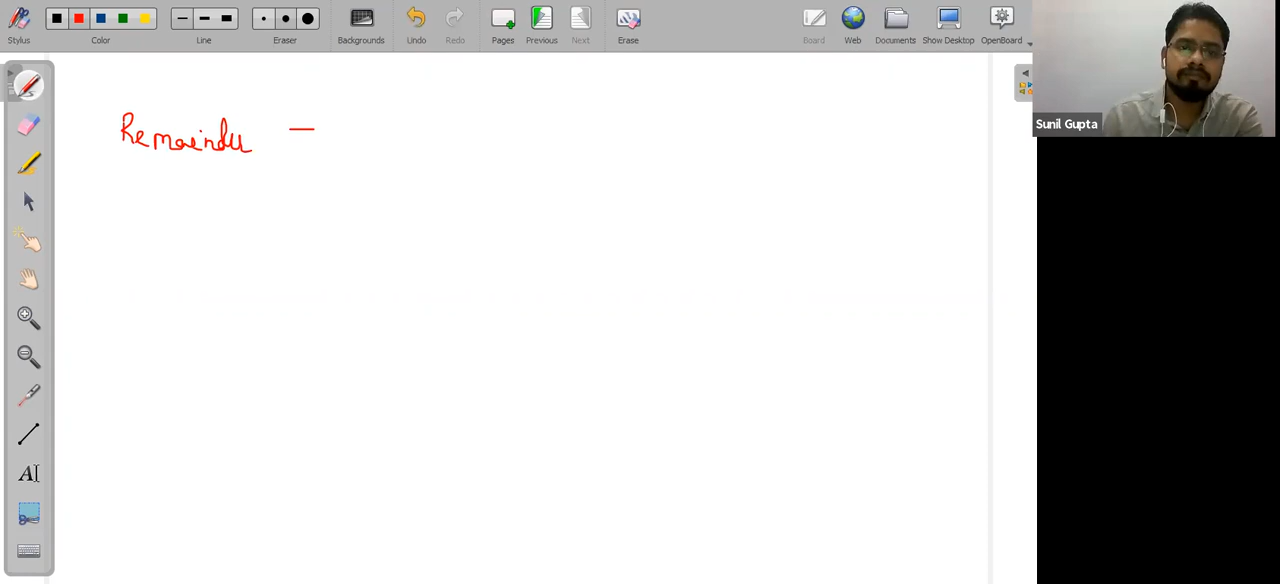 Stylus Color Line Eraser Backgrounds Undo Redo Pages Previous Next Erase Board Web Documents Show Desktop OpenBoard
Sunil Gupta
Remainder —
AI